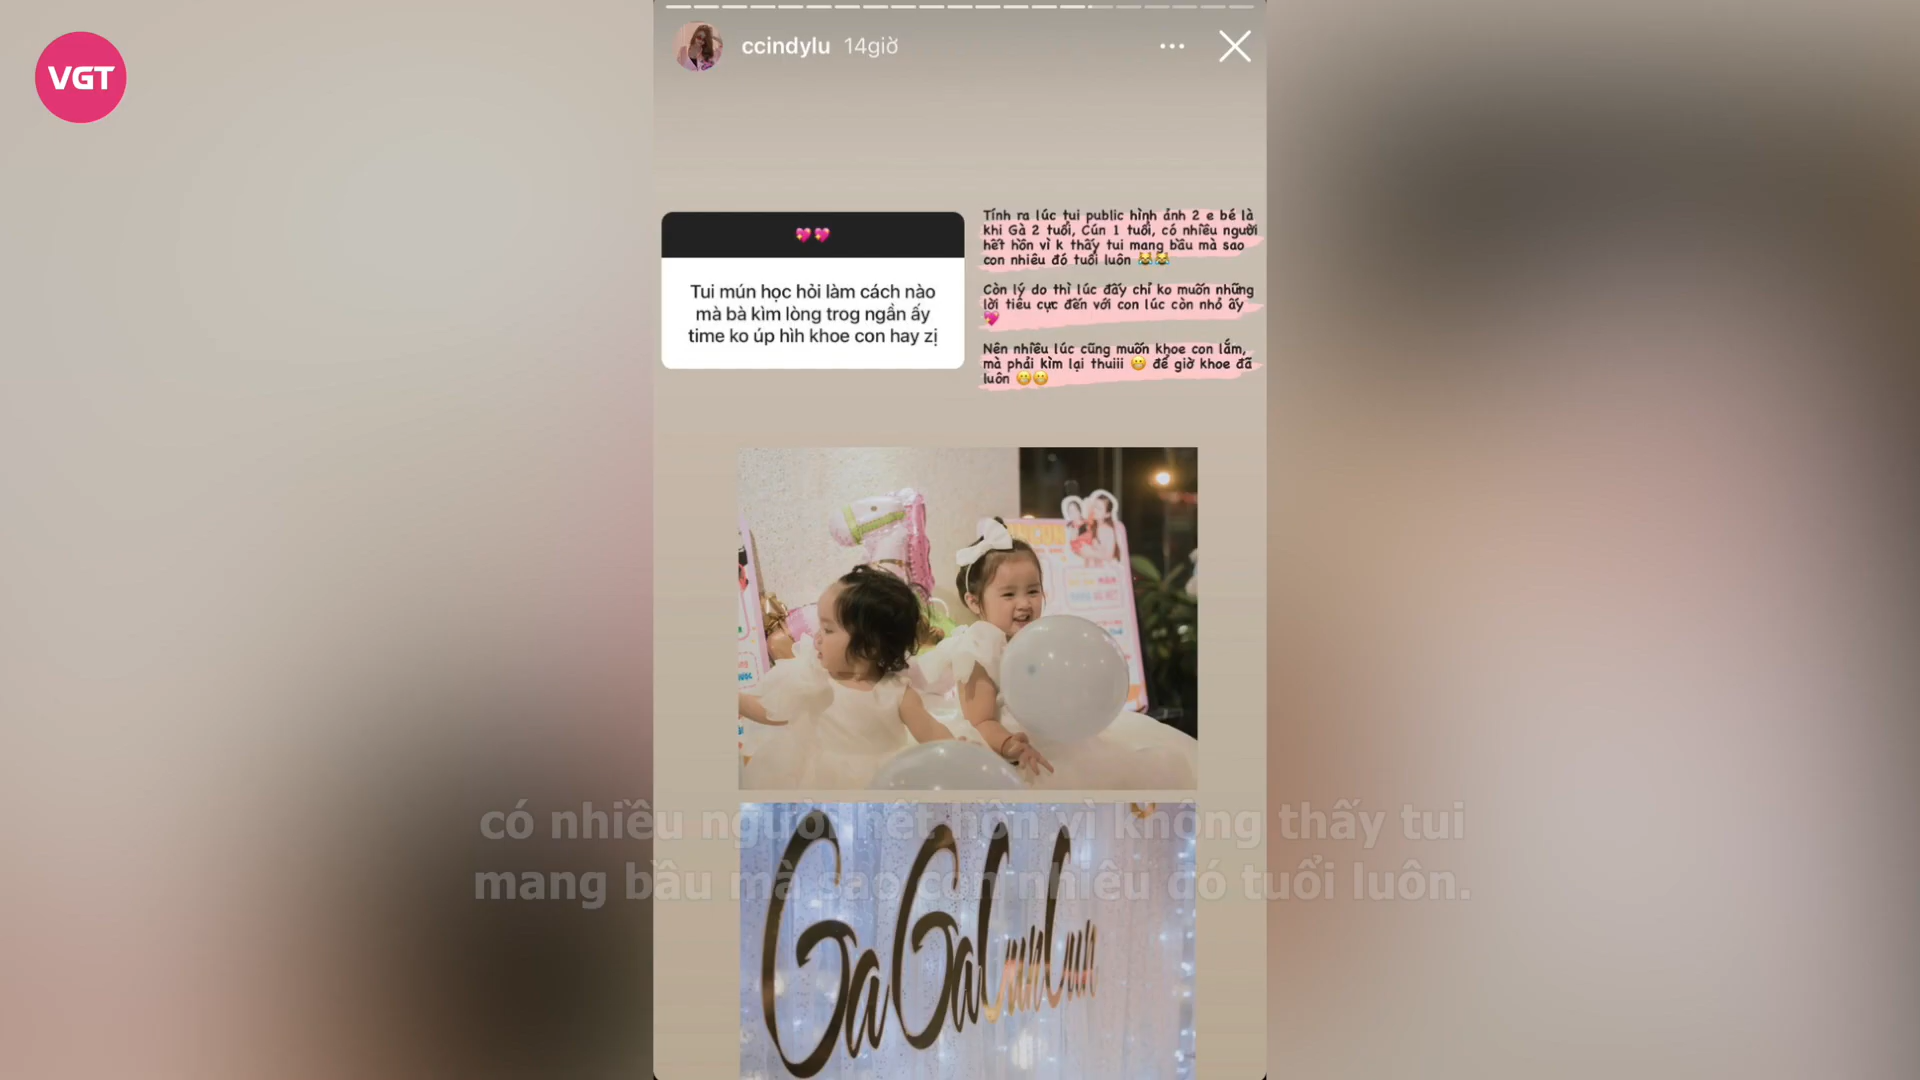 VGT
ccindylu 14giờ
Tui mún học hỏi làm cách nào
mà bà kìm lòng trog ngần ấy
time ko úp hìh khoe con hay zị
Tính ra lúc tui public hình ảnh 2 e bé là
khi Gà 2 tuổi, Cún 1 tuổi, có nhiều người
hết hồn vì k thấy tui mang bầu mà sao
con nhiêu đó tuổi luôn 😹😹
Còn lý do thì lúc đấy chỉ ko muốn những
lời tiêu cực đến với con lúc còn nhỏ ấy
💖
Nên nhiều lúc cũng muốn khoe con lắm,
mà phải kìm lại thuiii 😁 để giờ khoe đã
luôn 😁😁
có nhiều người hết hồn vì không thấy tui
mang bầu mà sao con nhiêu đó tuổi luôn.
GaGaCunCun